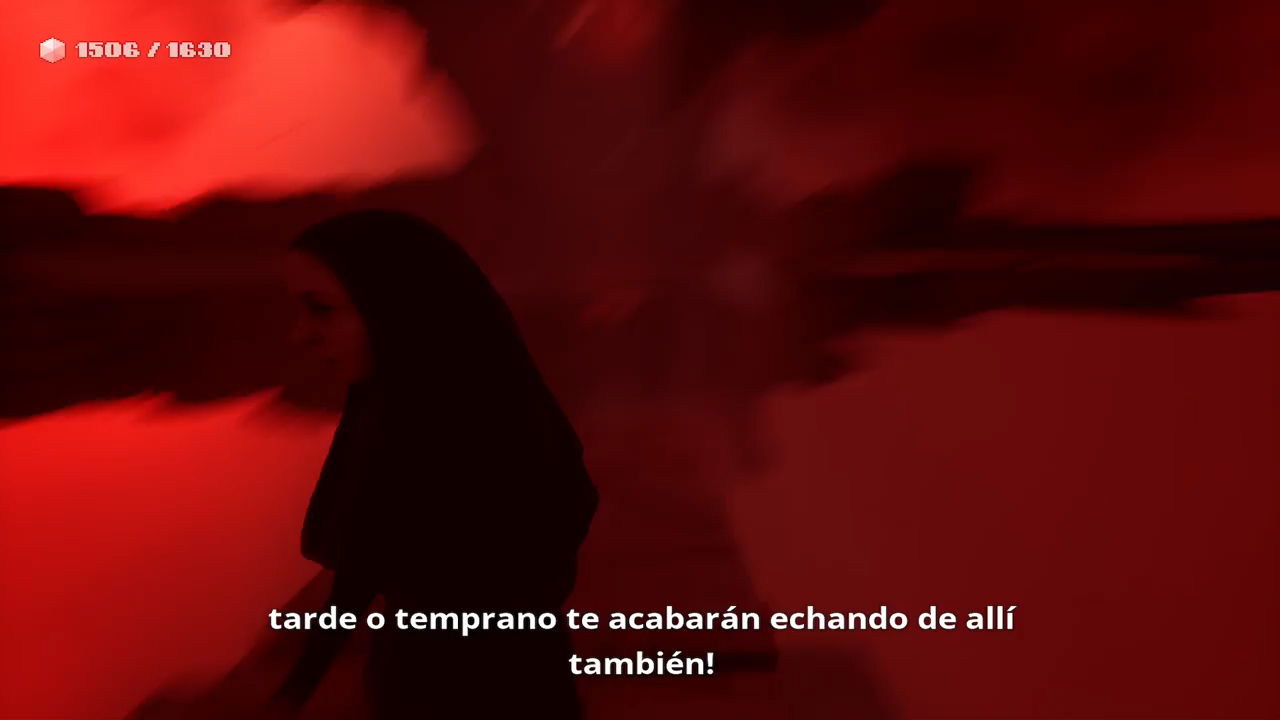 1506 / 1630
tarde o temprano te acabarán echando de allí
también!